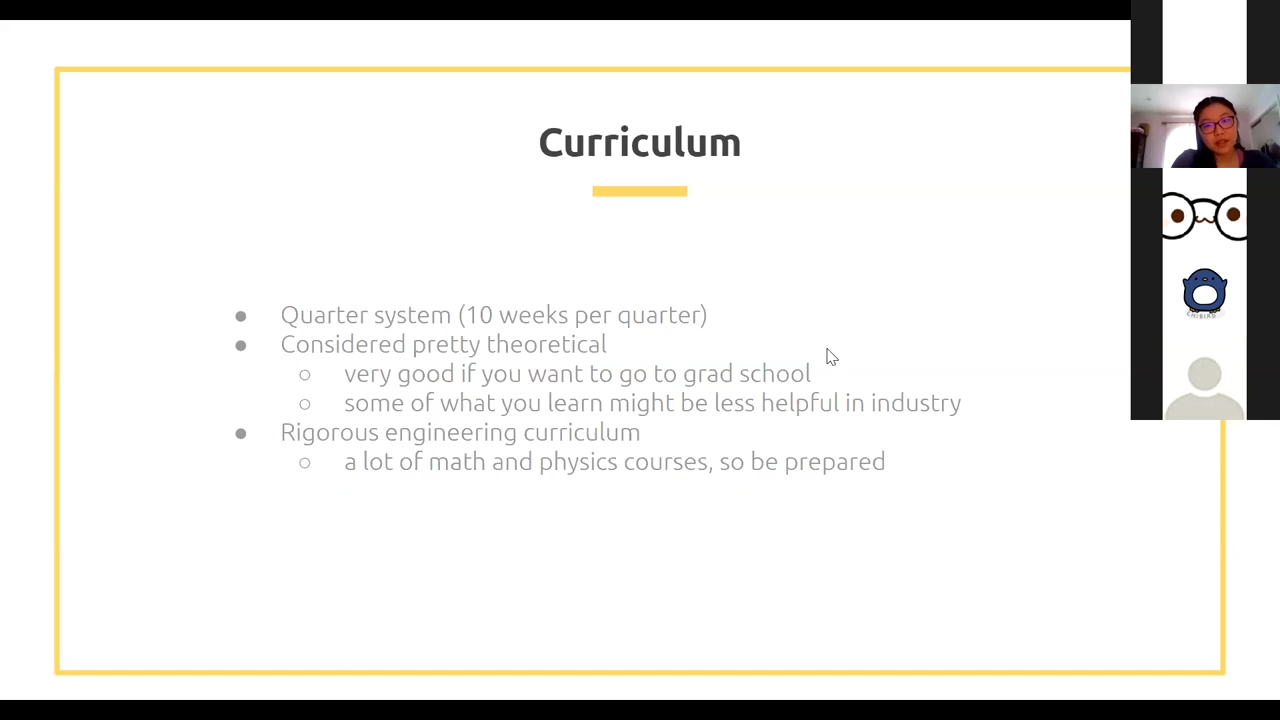 Curriculum
● Quarter system (10 weeks per quarter)
● Considered pretty theoretical
○ very good if you want to go to grad school
○ some of what you learn might be less helpful in industry
● Rigorous engineering curriculum
○ a lot of math and physics courses, so be prepared